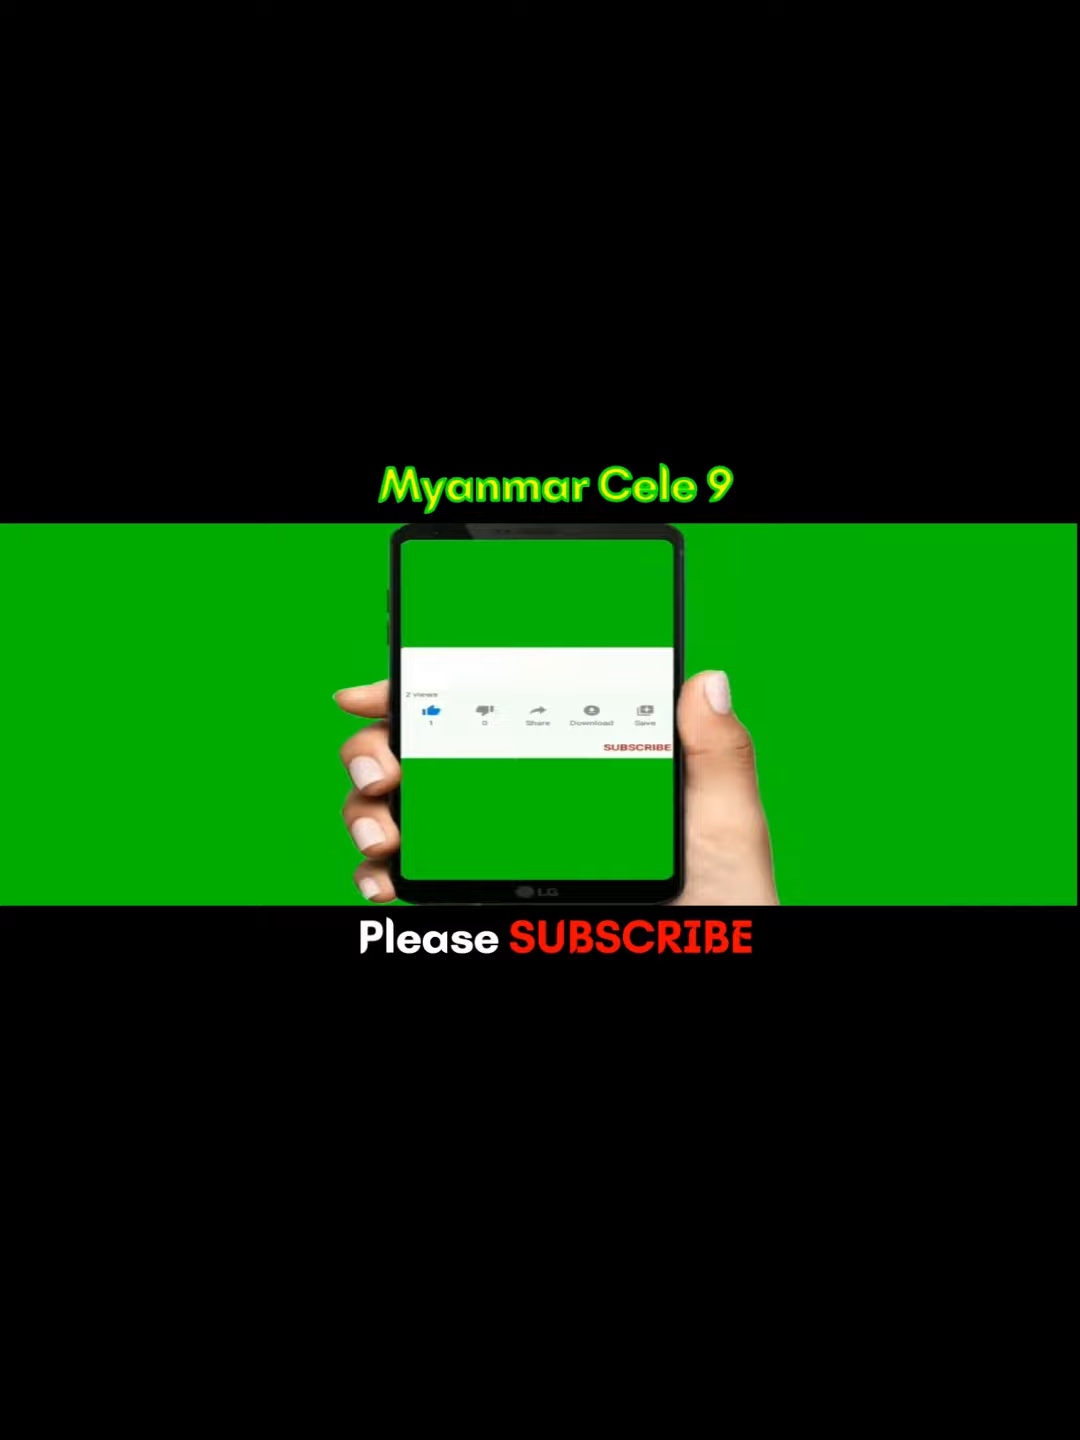 Myanmar Cele 9
2 views
1 0 Share Download Save
SUBSCRIBE
LG
Please SUBSCRIBE